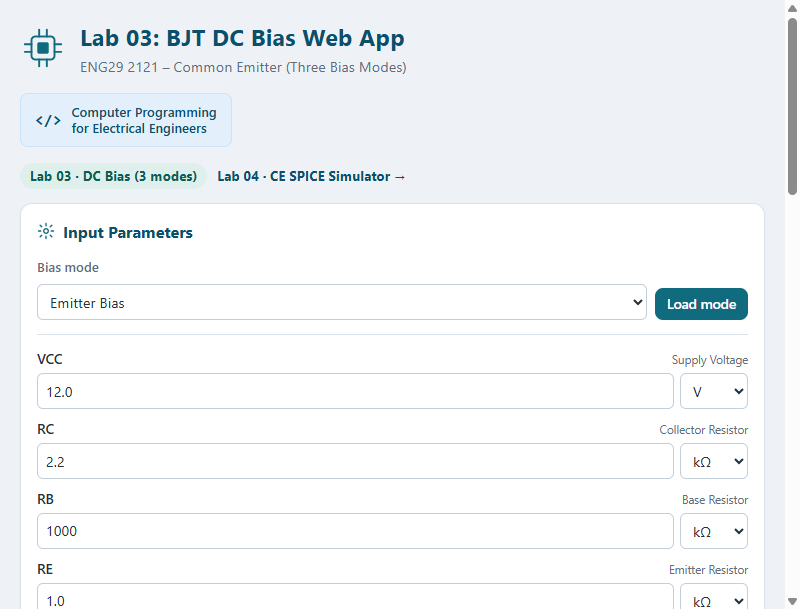 Lab 03: BJT DC Bias Web App
ENG29 2121 – Common Emitter (Three Bias Modes)
</> Computer Programming
for Electrical Engineers
Lab 03 · DC Bias (3 modes) Lab 04 · CE SPICE Simulator →
Input Parameters
Bias mode
Emitter Bias Load mode
VCC Supply Voltage
12.0 V
RC Collector Resistor
2.2 kΩ
RB Base Resistor
1000 kΩ
RE Emitter Resistor
1.0 kΩ